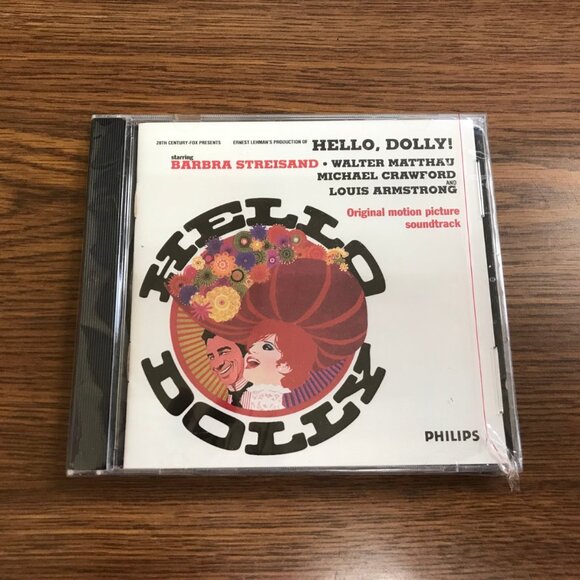 20TH CENTURY-FOX PRESENTS ERNEST LEHMAN'S PRODUCTION OF HELLO, DOLLY!
starring
BARBRA STREISAND • WALTER MATTHAU
MICHAEL CRAWFORD
AND
LOUIS ARMSTRONG
Original motion picture
soundtrack
HELLO
DOLLY
PHILIPS